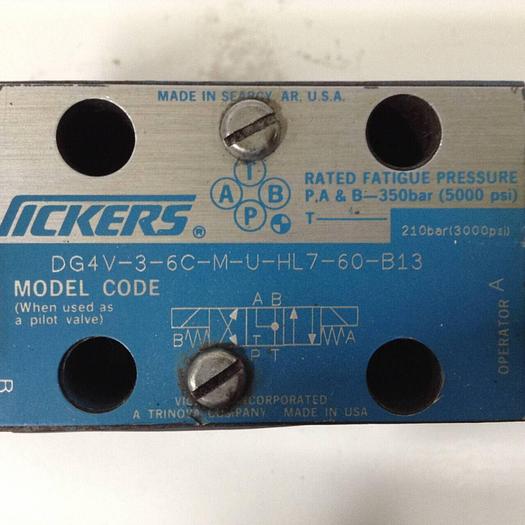 MADE IN SEARCY, AR, U.S.A.
T
A B
P
RATED FATIGUE PRESSURE
P,A & B—350bar (5000 psi)
T
210bar(3000psi)
VICKERS®
DG4V-3-6C-M-U-HL7-60-B13
MODEL CODE
(When used as
a pilot valve)
A B
B A
P T
OPERATOR A
B
INCORPORATED
A TRINOVA COMPANY MADE IN USA